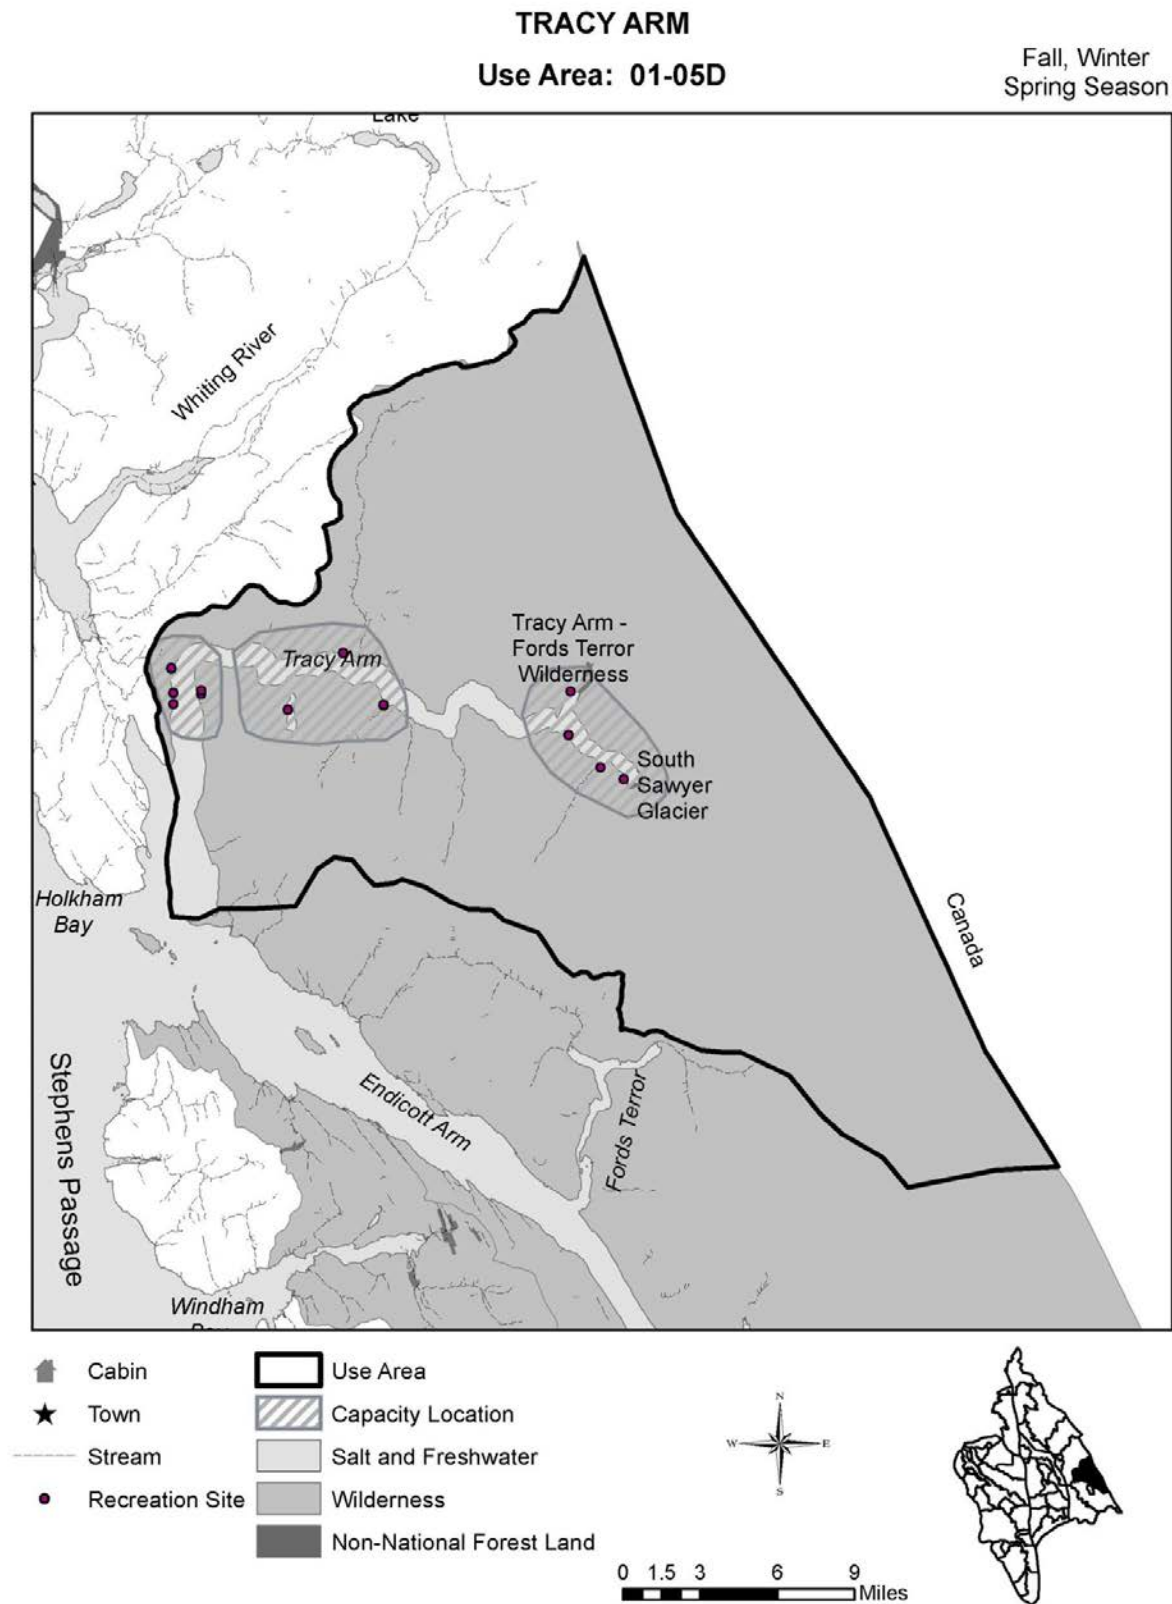 TRACY ARM
Use Area: 01-05D
Fall, Winter
Spring Season
Lake
Whiting River
Tracy Arm -
Fords Terror
Wilderness
Tracy Arm
South
Sawyer
Glacier
Holkham
Bay
Canada
Stephens Passage
Endicott Arm
Fords Terror
Windham
Cabin
Town
Stream
Recreation Site
Use Area
Capacity Location
Salt and Freshwater
Wilderness
Non-National Forest Land
N
W
E
S
0 1.5 3 6 9
Miles